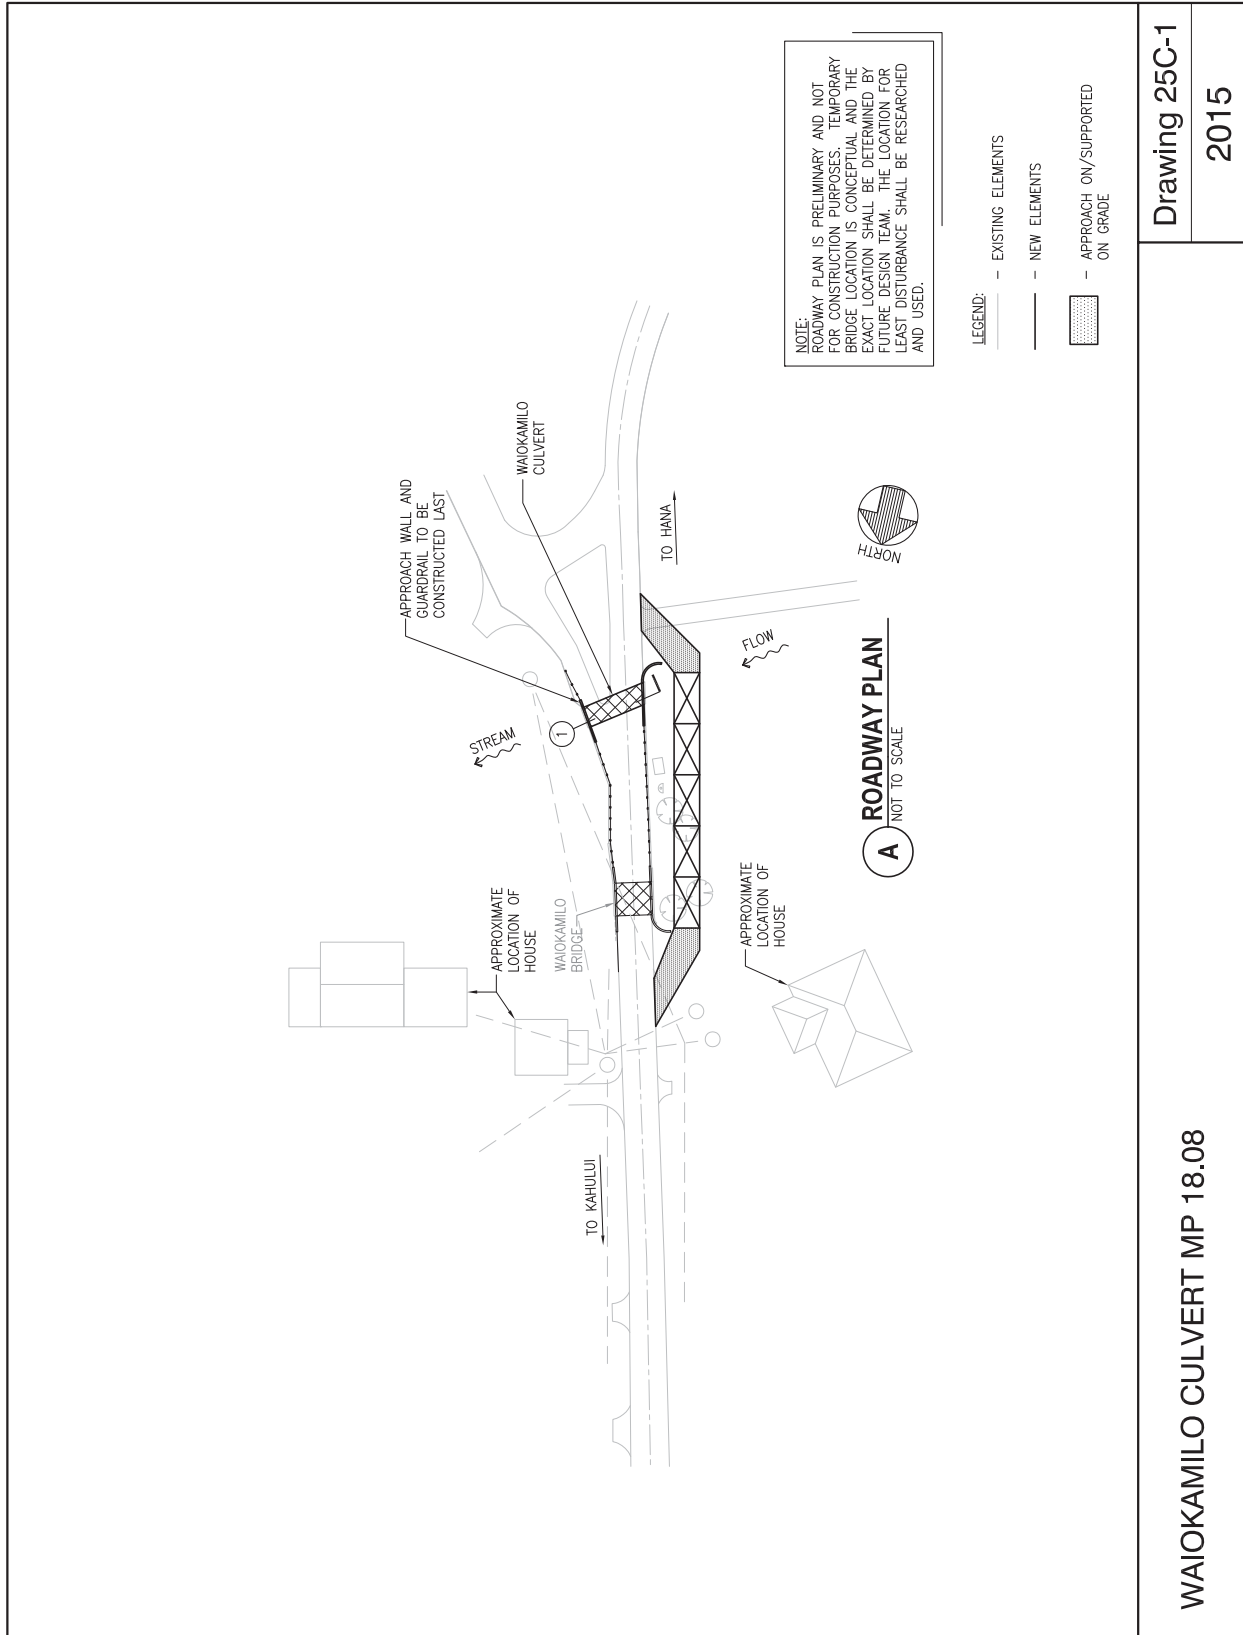 NOTE:
ROADWAY PLAN IS PRELIMINARY AND NOT
FOR CONSTRUCTION PURPOSES. TEMPORARY
BRIDGE LOCATION IS CONCEPTUAL AND THE
EXACT LOCATION SHALL BE DETERMINED BY
FUTURE DESIGN TEAM. THE LOCATION FOR
LEAST DISTURBANCE SHALL BE RESEARCHED
AND USED.
LEGEND:
- EXISTING ELEMENTS
- NEW ELEMENTS
- APPROACH ON/SUPPORTED
ON GRADE
APPROACH WALL AND
GUARDRAIL TO BE
CONSTRUCTED LAST
WAIOKAMILO
CULVERT
TO HANA
NORTH
STREAM
1
FLOW
APPROXIMATE
LOCATION OF
HOUSE
WAIOKAMILO
BRIDGE
APPROXIMATE
LOCATION OF
HOUSE
TO KAHULUI
A
ROADWAY PLAN
NOT TO SCALE
WAIOKAMILO CULVERT MP 18.08
Drawing 25C-1
2015